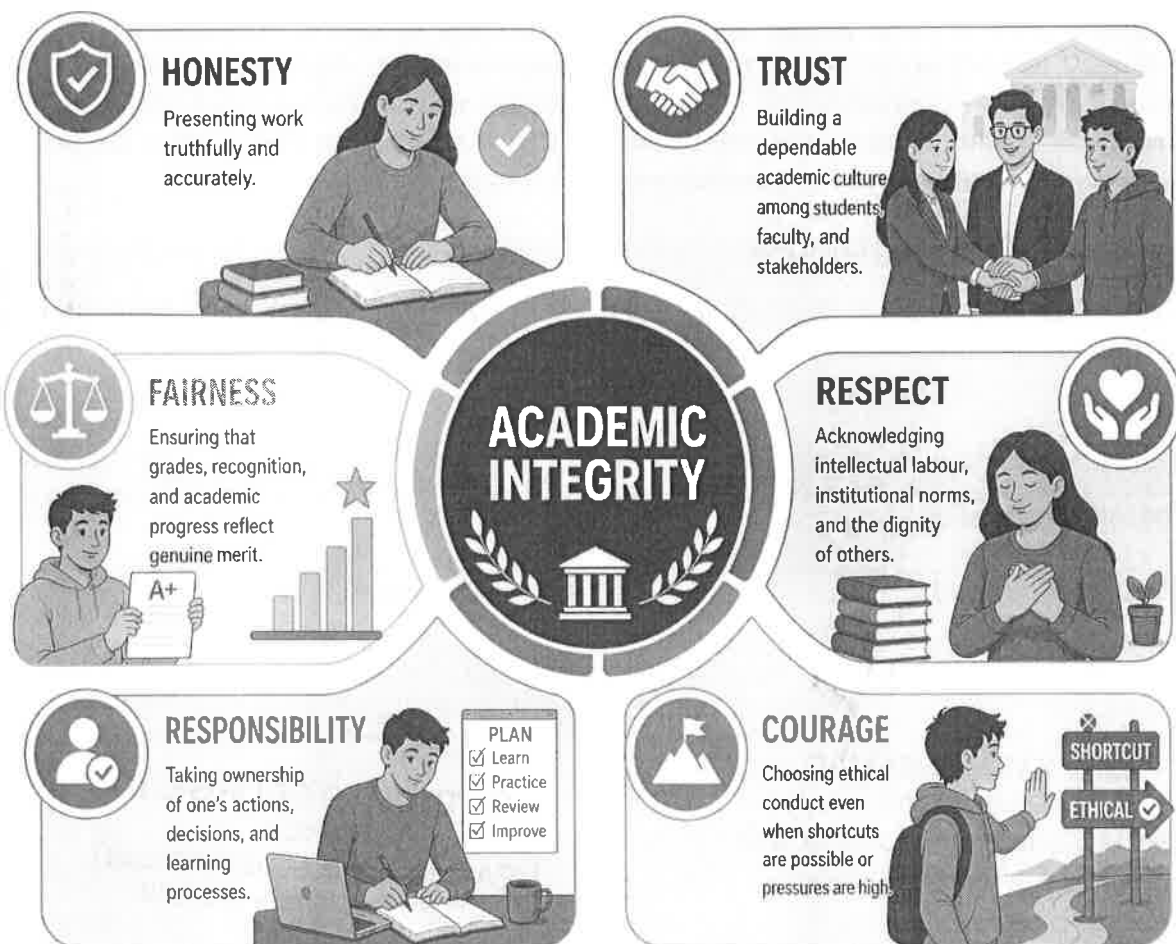 HONESTY
Presenting work
truthfully and
accurately.
TRUST
Building a
dependable
academic culture
among students,
faculty, and
stakeholders.
FAIRNESS
Ensuring that
grades, recognition,
and academic
progress reflect
genuine merit.
A+
ACADEMIC
INTEGRITY
RESPECT
Acknowledging
intellectual labour,
institutional norms,
and the dignity
of others.
RESPONSIBILITY
Taking ownership
of one's actions,
decisions, and
learning
processes.
PLAN
Learn
Practice
Review
Improve
COURAGE
Choosing ethical
conduct even
when shortcuts
are possible or
pressures are high.
SHORTCUT
ETHICAL